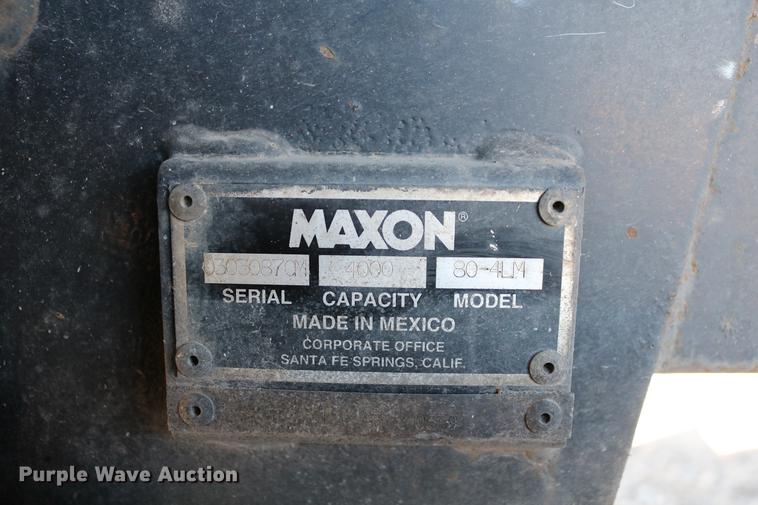 MAXON®
0303087CM 4000 80-4LM
SERIAL CAPACITY MODEL
MADE IN MEXICO
CORPORATE OFFICE
SANTA FE SPRINGS, CALIF.
Purple Wave Auction